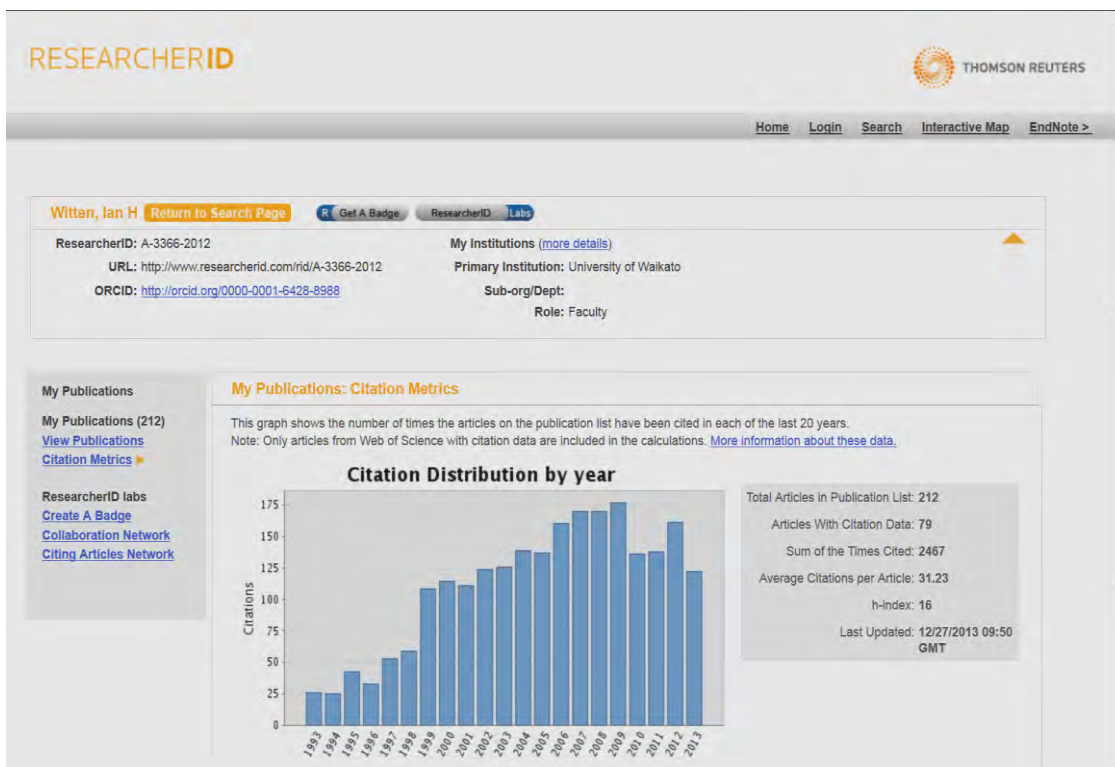 RESEARCHERID
THOMSON REUTERS
Home Login Search Interactive Map EndNote >
Witten, Ian H Return to Search Page R Get A Badge ResearcherID Labs
ResearcherID: A-3366-2012
URL: http://www.researcherid.com/rid/A-3366-2012
ORCID: http://orcid.org/0000-0001-6428-8988
My Institutions (more details)
Primary Institution: University of Waikato
Sub-org/Dept:
Role: Faculty
My Publications
My Publications (212)
View Publications
Citation Metrics
ResearcherID labs
Create A Badge
Collaboration Network
Citing Articles Network
My Publications: Citation Metrics
This graph shows the number of times the articles on the publication list have been cited in each of the last 20 years.
Note: Only articles from Web of Science with citation data are included in the calculations. More information about these data.
Citation Distribution by year
Citations
175
150
125
100
75
50
25
0
1993 1994 1995 1996 1997 1998 1999 2000 2001 2002 2003 2004 2005 2006 2007 2008 2009 2010 2011 2012 2013
Total Articles in Publication List: 212
Articles With Citation Data: 79
Sum of the Times Cited: 2467
Average Citations per Article: 31.23
h-index: 16
Last Updated: 12/27/2013 09:50
GMT